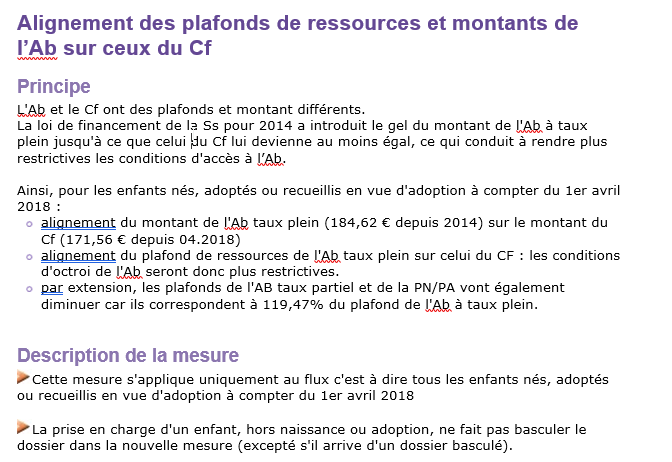 Alignement des plafonds de ressources et montants de
l'Ab sur ceux du Cf
Principe
L'Ab et le Cf ont des plafonds et montant différents.
La loi de financement de la Ss pour 2014 a introduit le gel du montant de l'Ab à taux
plein jusqu'à ce que celui du Cf lui devienne au moins égal, ce qui conduit à rendre plus
restrictives les conditions d'accès à l'Ab.
Ainsi, pour les enfants nés, adoptés ou recueillis en vue d'adoption à compter du 1er avril
2018 :
alignement du montant de l'Ab taux plein (184,62 € depuis 2014) sur le montant du
Cf (171,56 € depuis 04.2018)
alignement du plafond de ressources de l'Ab taux plein sur celui du CF : les conditions
d'octroi de l'Ab seront donc plus restrictives.
par extension, les plafonds de l'AB taux partiel et de la PN/PA vont également
diminuer car ils correspondent à 119,47% du plafond de l'Ab à taux plein.
Description de la mesure
Cette mesure s'applique uniquement au flux c'est à dire tous les enfants nés, adoptés
ou recueillis en vue d'adoption à compter du 1er avril 2018
La prise en charge d'un enfant, hors naissance ou adoption, ne fait pas basculer le
dossier dans la nouvelle mesure (excepté s'il arrive d'un dossier basculé).